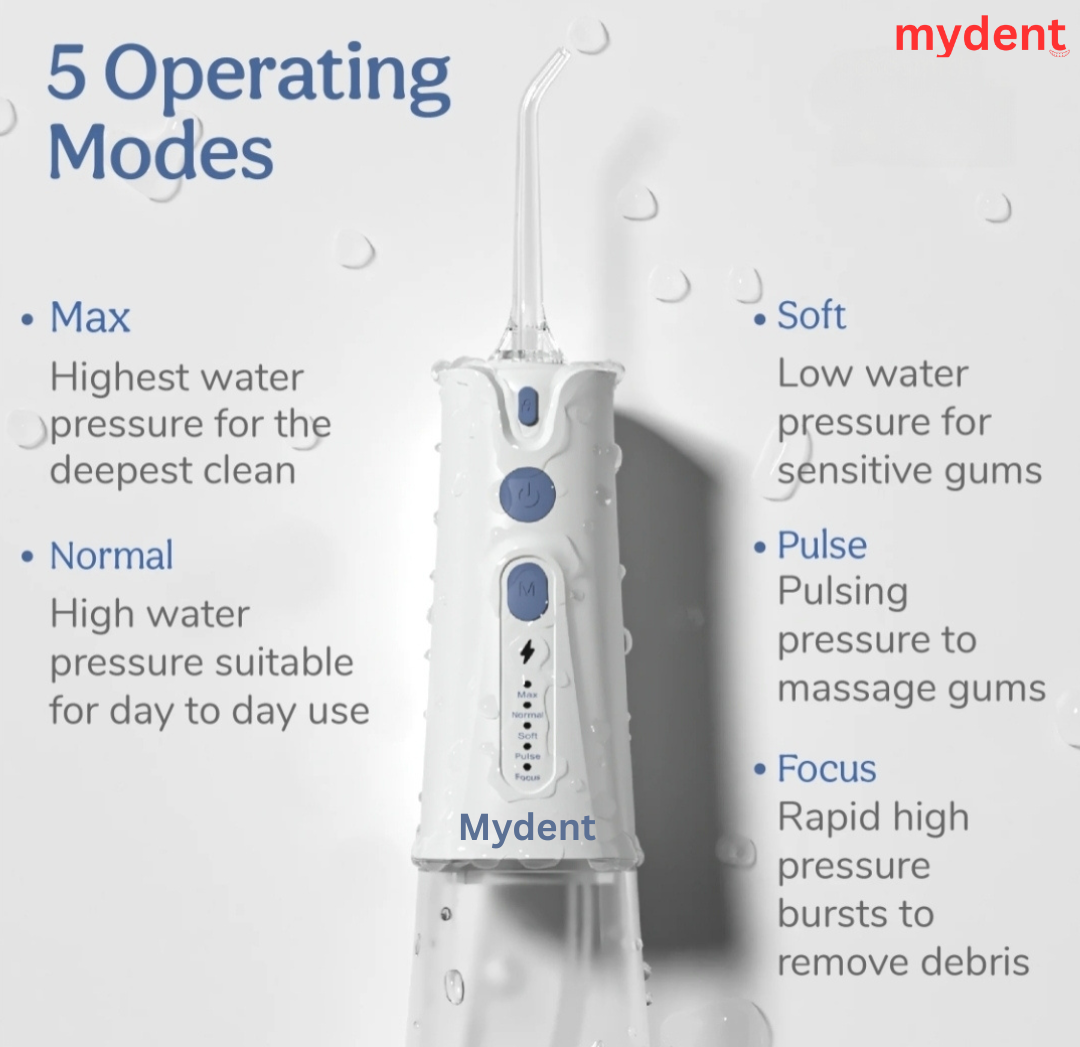 mydent
5 Operating
Modes
Max
Highest water
pressure for the
deepest clean
Normal
High water
pressure suitable
for day to day use
Soft
Low water
pressure for
sensitive gums
Pulse
Pulsing
pressure to
massage gums
Focus
Rapid high
pressure
bursts to
remove debris
M
Max
Normal
Soft
Pulse
Focus
Mydent